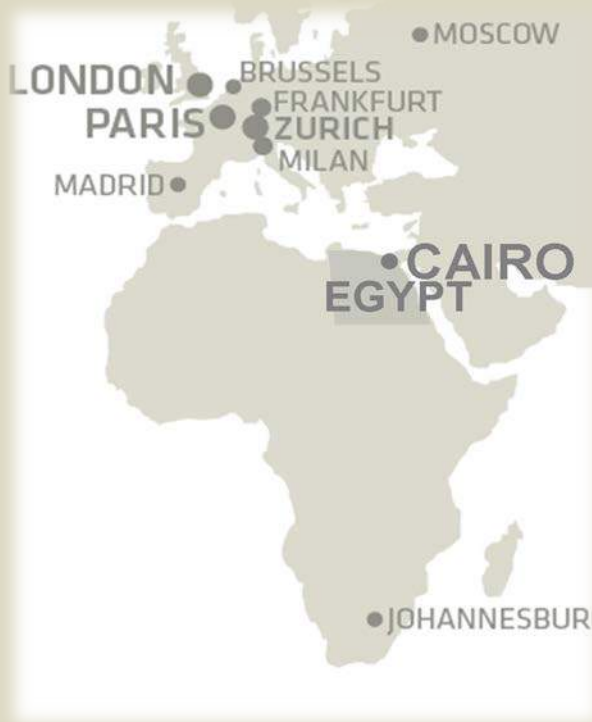 MOSCOW
LONDON
BRUSSELS
FRANKFURT
PARIS
ZURICH
MILAN
MADRID
CAIRO
EGYPT
JOHANNESBUR